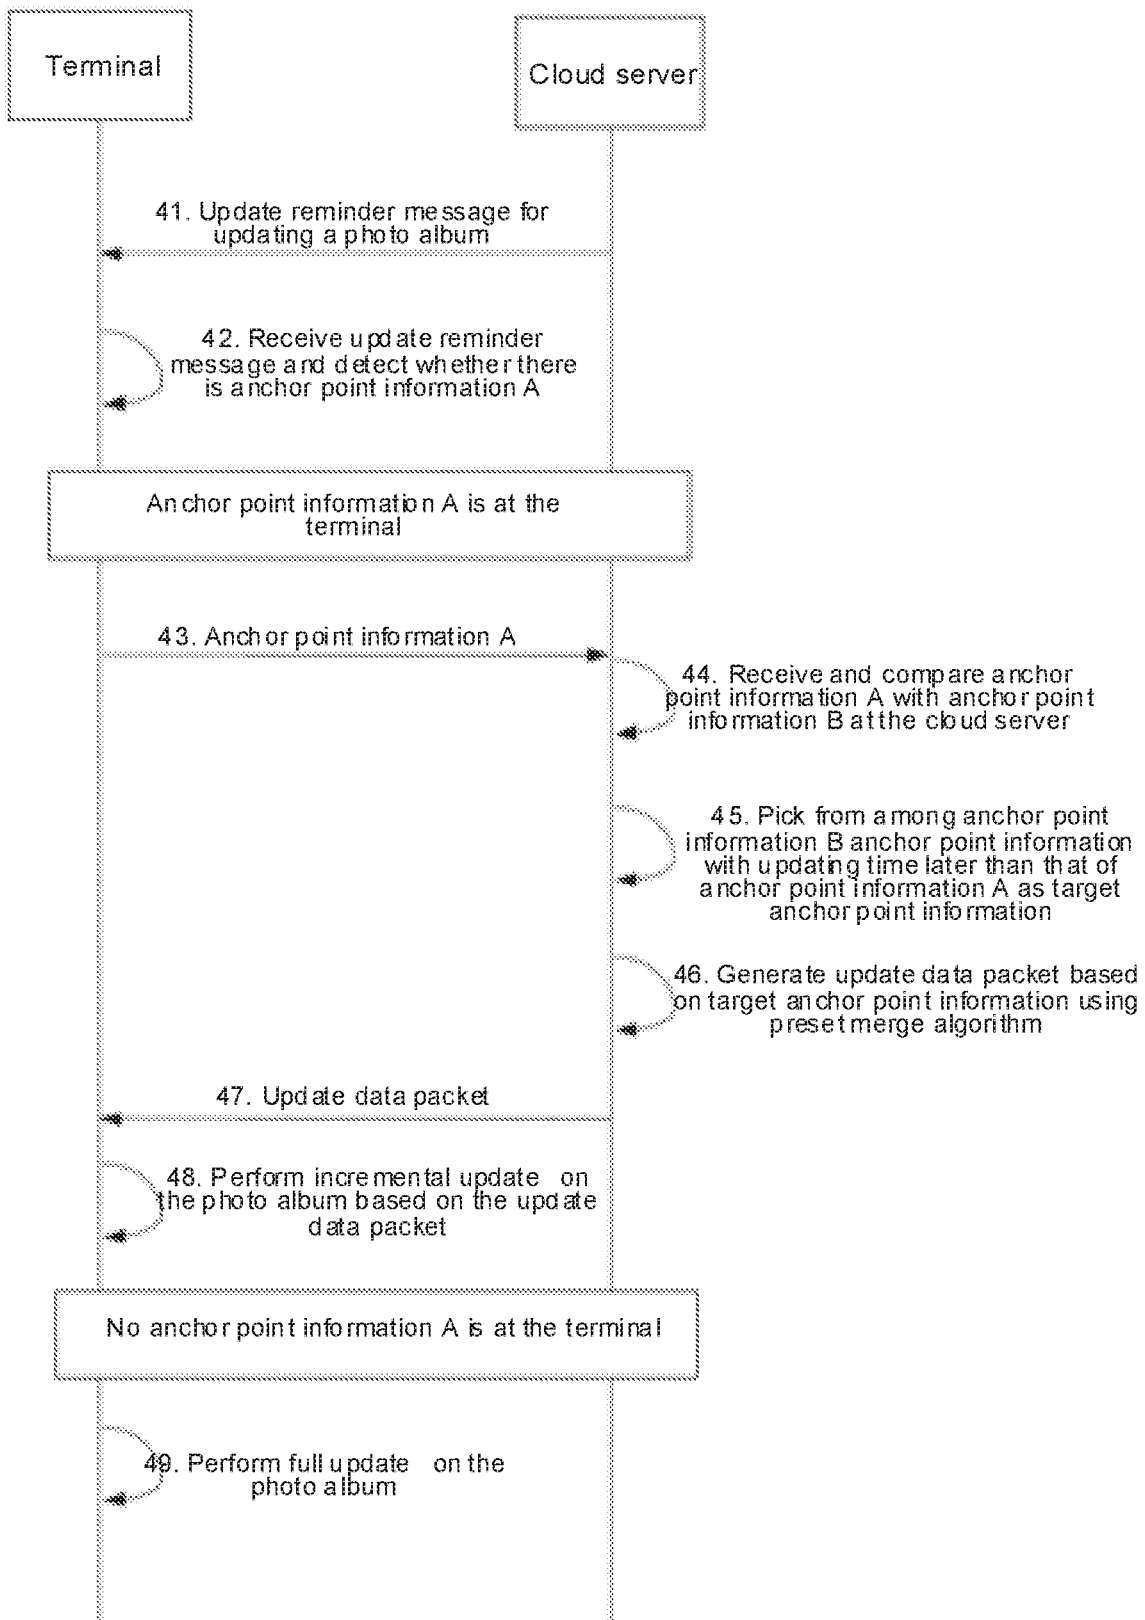 Terminal
Cloud server
41. Update reminder message for
updating a photo album
42. Receive update reminder
message and detect whether there
is anchor point information A
Anchor point information A is at the
terminal
43. Anchor point information A
44. Receive and compare anchor
point information A with anchor point
information B at the cloud server
45. Pick from among anchor point
information B anchor point information
with updating time later than that of
anchor point information A as target
anchor point information
46. Generate update data packet based
on target anchor point information using
preset merge algorithm
47. Update data packet
48. Perform incremental update on
the photo album based on the update
data packet
No anchor point information A is at the terminal
49. Perform full update on the
photo album